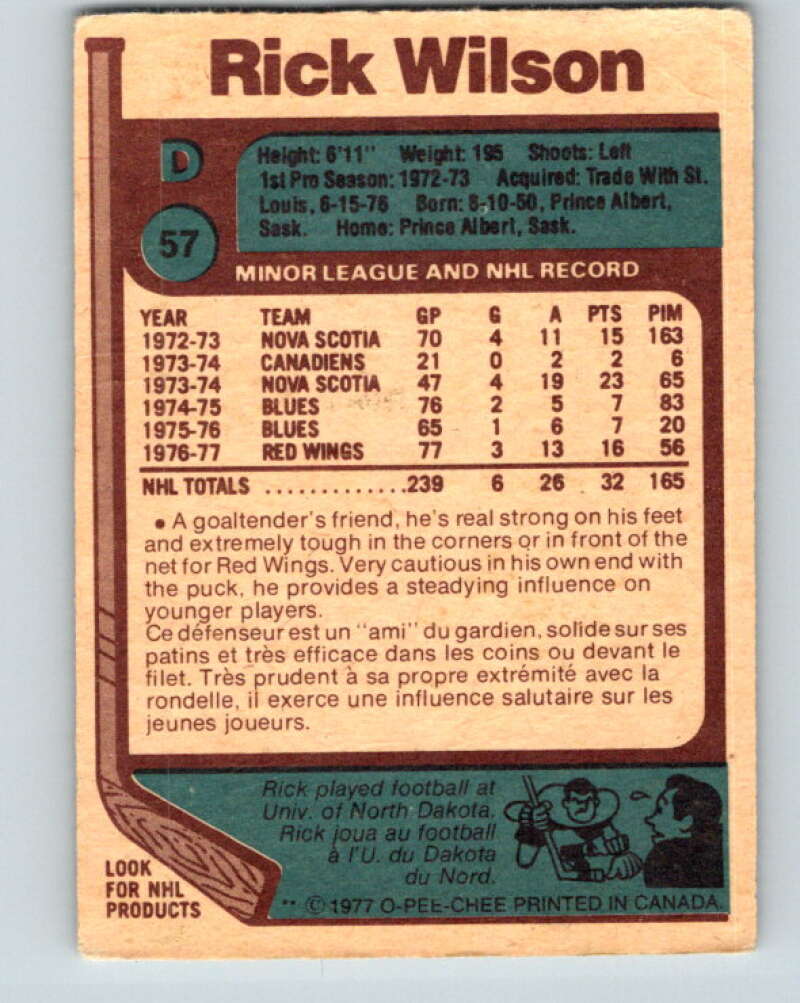 Rick Wilson
D
Height: 6'11" Weight: 195 Shoots: Left
1st Pro Season: 1972-73 Acquired: Trade With St.
Louis, 6-15-76 Born: 8-10-50, Prince Albert,
Sask. Home: Prince Albert, Sask.
57
MINOR LEAGUE AND NHL RECORD
YEAR TEAM GP G A PTS PIM
1972-73 NOVA SCOTIA 70 4 11 15 163
1973-74 CANADIENS 21 0 2 2 6
1973-74 NOVA SCOTIA 47 4 19 23 65
1974-75 BLUES 76 2 5 7 83
1975-76 BLUES 65 1 6 7 20
1976-77 RED WINGS 77 3 13 16 56
NHL TOTALS .............239 6 26 32 165
• A goaltender's friend, he's real strong on his feet
and extremely tough in the corners or in front of the
net for Red Wings. Very cautious in his own end with
the puck, he provides a steadying influence on
younger players.
Ce défenseur est un "ami" du gardien, solide sur ses
patins et très efficace dans les coins ou devant le
filet. Très prudent à sa propre extrémité avec la
rondelle, il exerce une influence salutaire sur les
jeunes joueurs.
Rick played football at
Univ. of North Dakota.
Rick joua au football
à l'U. du Dakota
du Nord.
LOOK
FOR NHL
PRODUCTS
** © 1977 O-PEE-CHEE PRINTED IN CANADA.